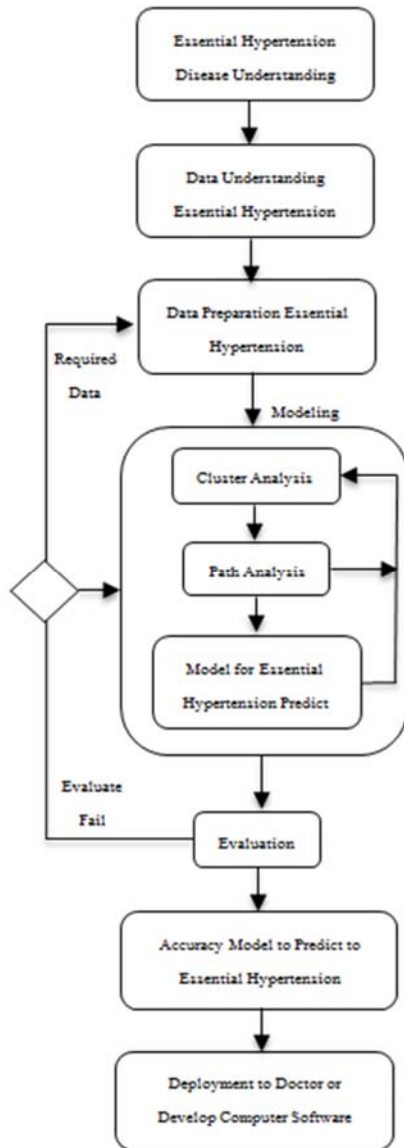 Essential Hypertension
Disease Understanding
Data Understanding
Essential Hypertension
Data Preparation Essential
Hypertension
Required
Data
Modeling
Cluster Analysis
Path Analysis
Model for Essential
Hypertension Predict
Evaluate
Fail
Evaluation
Accuracy Model to Predict to
Essential Hypertension
Deployment to Doctor or
Develop Computer Software